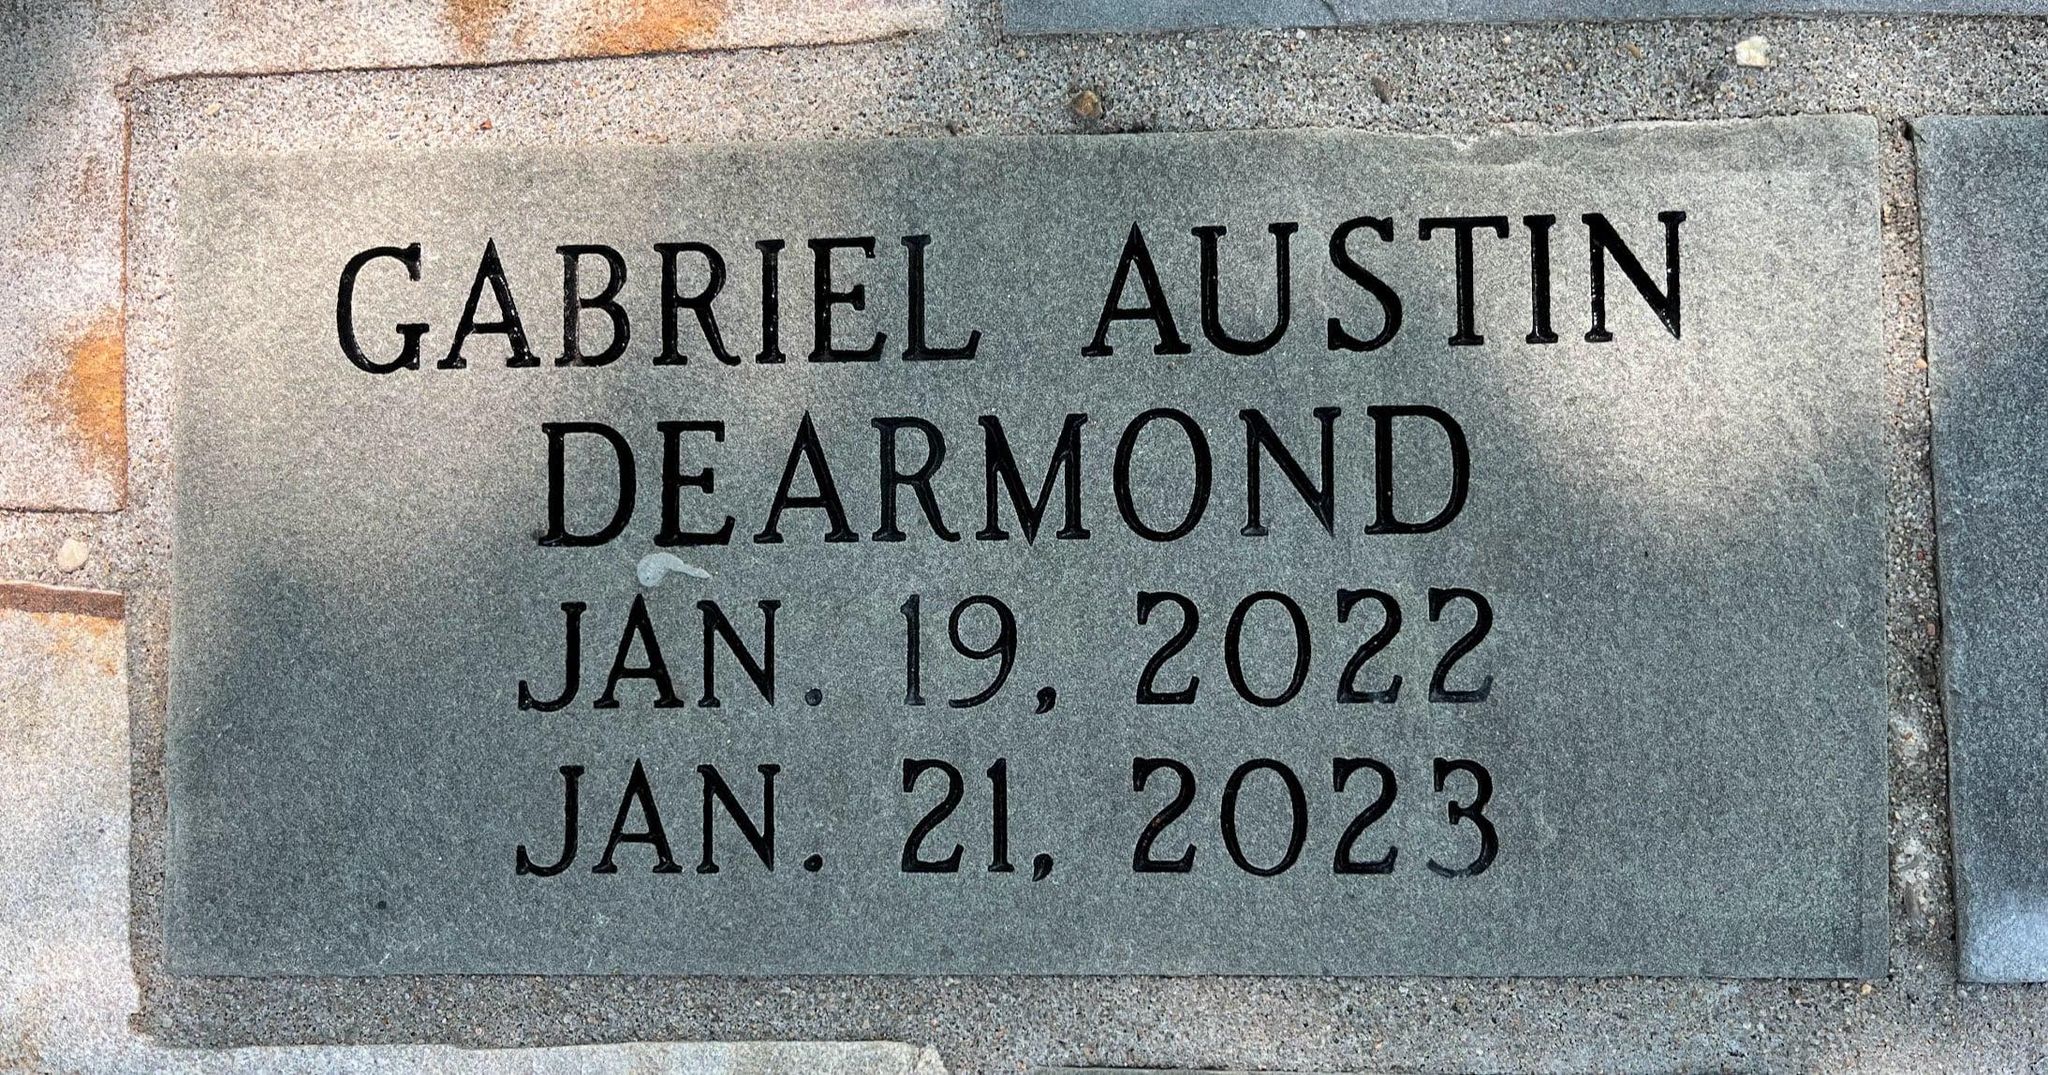 GABRIEL AUSTIN
DEARMOND
JAN. 19, 2022
JAN. 21, 2023